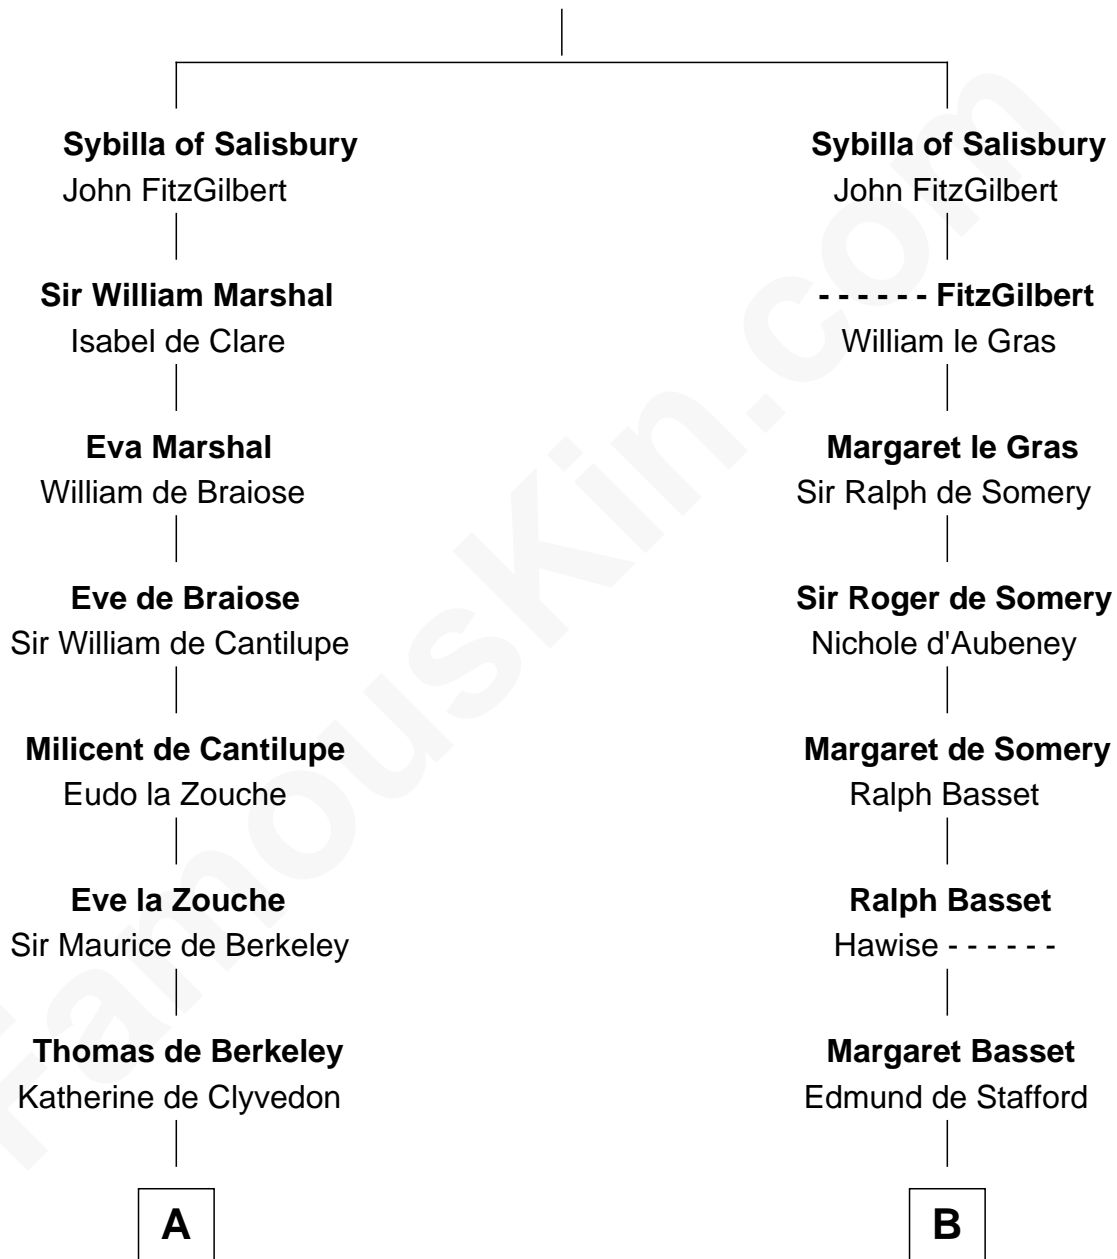 Sybilla of Salisbury
John FitzGilbert
Sir William Marshal
Isabel de Clare
Eva Marshal
William de Braiose
Eve de Braiose
Sir William de Cantilupe
Milicent de Cantilupe
Eudo la Zouche
Eve la Zouche
Sir Maurice de Berkeley
Thomas de Berkeley
Katherine de Clyvedon
A
Sybilla of Salisbury
John FitzGilbert
- - - - - - FitzGilbert
William le Gras
Margaret le Gras
Sir Ralph de Somery
Sir Roger de Somery
Nichole d'Aubeney
Margaret de Somery
Ralph Basset
Ralph Basset
Hawise - - - - - -
Margaret Basset
Edmund de Stafford
B
FamousKin.com